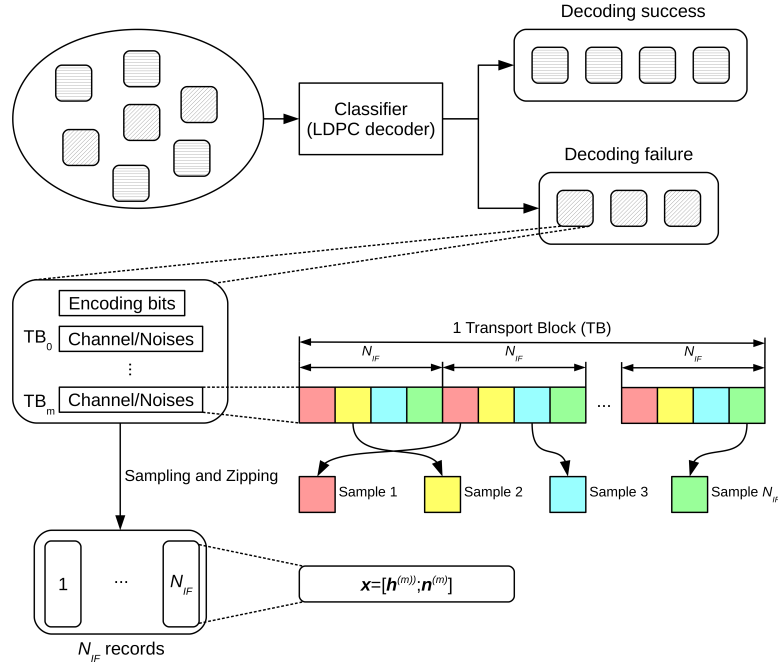 Decoding success
Classifier
(LDPC decoder)
Decoding failure
Encoding bits
TB0 Channel/Noises
⋮
TBm Channel/Noises
1 Transport Block (TB)
NIF NIF NIF
...
Sample 1 Sample 2 Sample 3 Sample NIF
Sampling and Zipping
1 ... NIF
x=[h(m));n(m)]
NIF records